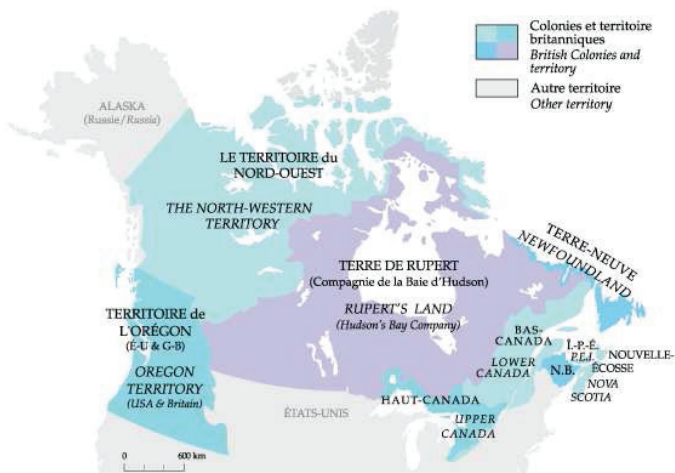 Colonies et territoire
britanniques
British Colonies and
territory
Autre territoire
Other territory
ALASKA
(Russie/Russia)
LE TERRITOIRE du
NORD-OUEST
THE NORTH-WESTERN
TERRITORY
TERRE-NEUVE
NEWFOUNDLAND
TERRE DE RUPERT
(Compagnie de la Baie d'Hudson)
RUPERT'S LAND
(Hudson's Bay Company)
TERRITOIRE de
L'ORÉGON
(É-U & G-B)
OREGON
TERRITORY
(USA & Britain)
BAS-
CANADA
LOWER
CANADA
Î.-P.-É.
P.E.I.
N.B.
NOUVELLE-
ÉCOSSE
NOVA
SCOTIA
HAUT-CANADA
UPPER
CANADA
ÉTATS-UNIS
0 600 km